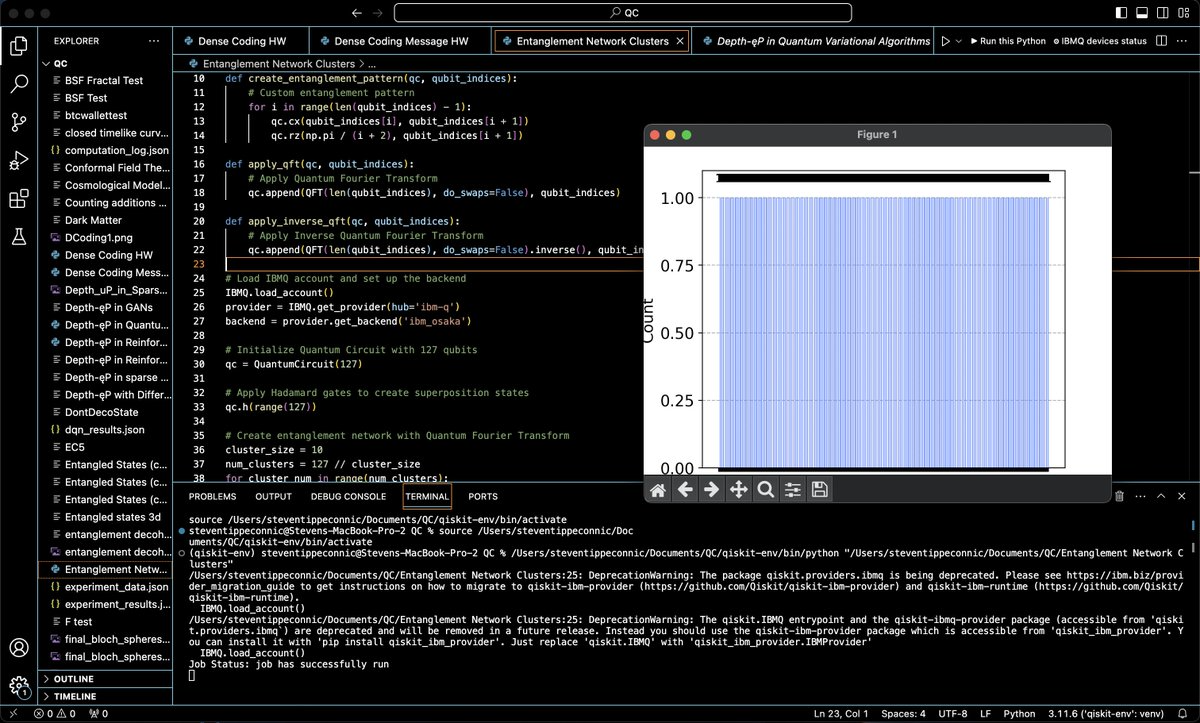 QC
EXPLORER
QC
BSF Fractal Test
BSF Test
btcwallettest
closed timelike curv...
computation_log.json
Conformal Field The...
Cosmological Model...
Counting additions ...
Dark Matter
DCoding1.png
Dense Coding HW
Dense Coding Mess...
Depth_uP_in_Spars...
Depth-ęP in GANs
Depth-ęP in Quantu...
Depth-ęP in Reinfor...
Depth-ęP in Reinfor...
Depth-ęP in sparse ...
Depth-ęP with Differ...
DontDecoState
dqn_results.json
EC5
Entangled States (c...
Entangled States (c...
Entangled States (c...
Entangled states 3d
entanglement decoh...
entanglement decoh...
Entanglement Netw...
experiment_data.json
experiment_results.j...
F test
final_bloch_spheres...
final_bloch_spheres...
OUTLINE
TIMELINE
Dense Coding HW
Dense Coding Message HW
Entanglement Network Clusters
Depth-ęP in Quantum Variational Algorithms
Run this Python
IBMQ devices status
Entanglement Network Clusters > ...
10 def create_entanglement_pattern(qc, qubit_indices):
11 # Custom entanglement pattern
12 for i in range(len(qubit_indices) - 1):
13 qc.cx(qubit_indices[i], qubit_indices[i + 1])
14 qc.rz(np.pi / (i + 2), qubit_indices[i + 1])
15
16 def apply_qft(qc, qubit_indices):
17 # Apply Quantum Fourier Transform
18 qc.append(QFT(len(qubit_indices), do_swaps=False), qubit_indices)
19
20 def apply_inverse_qft(qc, qubit_indices):
21 # Apply Inverse Quantum Fourier Transform
22 qc.append(QFT(len(qubit_indices), do_swaps=False).inverse(), qubit_in
23
24 # Load IBMQ account and set up the backend
25 IBMQ.load_account()
26 provider = IBMQ.get_provider(hub='ibm-q')
27 backend = provider.get_backend('ibm_osaka')
28
29 # Initialize Quantum Circuit with 127 qubits
30 qc = QuantumCircuit(127)
31
32 # Apply Hadamard gates to create superposition states
33 qc.h(range(127))
34
35 # Create entanglement network with Quantum Fourier Transform
36 cluster_size = 10
37 num_clusters = 127 // cluster_size
38 for cluster_num in range(num_clusters):
Figure 1
Count
1.00
0.75
0.50
0.25
0.00
PROBLEMS
OUTPUT
DEBUG CONSOLE
TERMINAL
PORTS
source /Users/steventippeconnic/Documents/QC/qiskit-env/bin/activate
steventippeconnic@Stevens-MacBook-Pro-2 QC % source /Users/steventippeconnic/Doc
uments/QC/qiskit-env/bin/activate
(qiskit-env) steventippeconnic@Stevens-MacBook-Pro-2 QC % /Users/steventippeconnic/Documents/QC/qiskit-env/bin/python "/Users/steventippeconnic/Documents/QC/Entanglement Network C
lusters"
/Users/steventippeconnic/Documents/QC/Entanglement Network Clusters:25: DeprecationWarning: The package qiskit.providers.ibmq is being deprecated. Please see https://ibm.biz/provi
der_migration_guide to get instructions on how to migrate to qiskit-ibm-provider (https://github.com/Qiskit/qiskit-ibm-provider) and qiskit-ibm-runtime (https://github.com/Qiskit/
qiskit-ibm-runtime).
IBMQ.load_account()
/Users/steventippeconnic/Documents/QC/Entanglement Network Clusters:25: DeprecationWarning: The qiskit.IBMQ entrypoint and the qiskit-ibmq-provider package (accessible from 'qiski
t.providers.ibmq`) are deprecated and will be removed in a future release. Instead you should use the qiskit-ibm-provider package which is accessible from 'qiskit_ibm_provider'. Y
ou can install it with 'pip install qiskit_ibm_provider'. Just replace 'qiskit.IBMQ' with 'qiskit_ibm_provider.IBMProvider'
IBMQ.load_account()
Job Status: job has successfully run
1
0 0 0
Ln 23, Col 1
Spaces: 4
UTF-8
LF
Python
3.11.6 ('qiskit-env': venv)